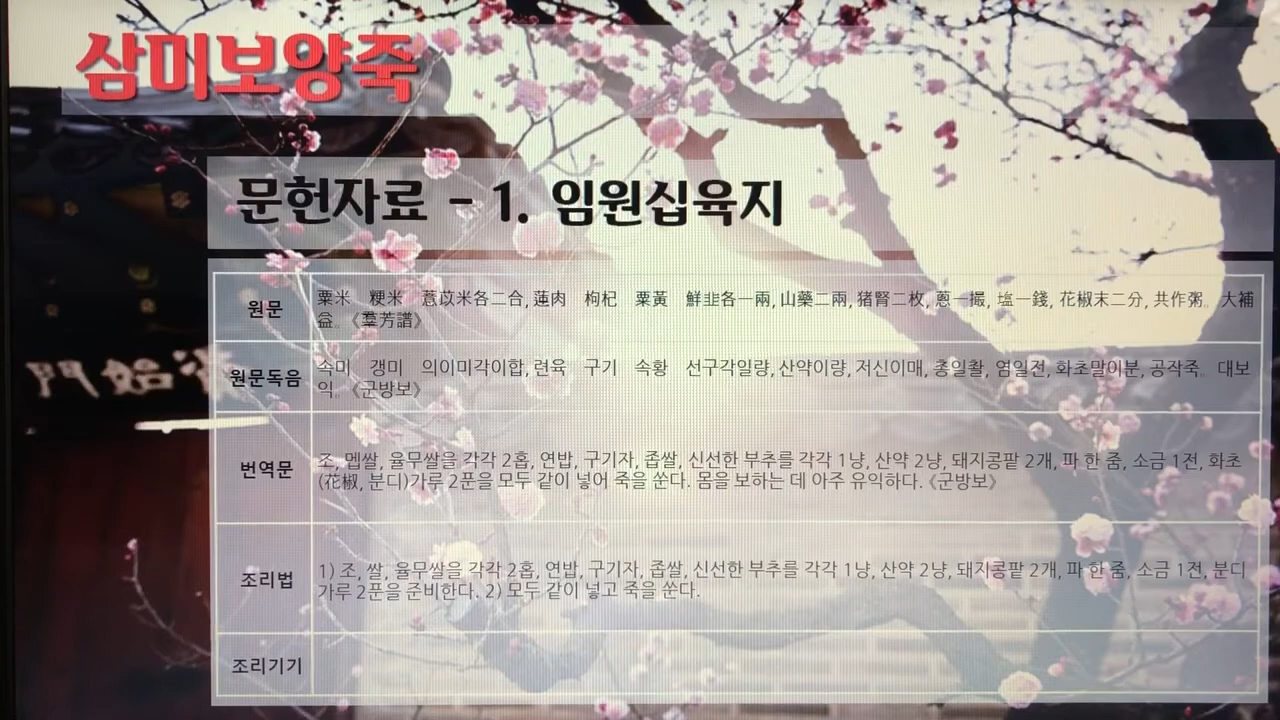 삼미보양죽
문헌자료 - 1. 임원십육지
원문
粟米 粳米 薏苡米各二合, 蓮肉 枸杞 粟黃 鮮韭各一兩, 山藥二兩, 猪腎二枚, 蔥一撮, 塩一錢, 花椒末二分, 共作粥。 大補
益。《羣芳譜》
원문독음
속미 갱미 의이미각이합, 련육 구기 속황 선구각일량, 산약이량, 저신이매, 총일촬, 염일전, 화초말이분, 공작죽。 대보
익。《군방보》
번역문
조, 멥쌀, 율무쌀을 각각 2홉, 연밥, 구기자, 좁쌀, 신선한 부추를 각각 1냥, 산약 2냥, 돼지콩팥 2개, 파 한 줌, 소금 1전, 화초
(花椒, 분디)가루 2푼을 모두 같이 넣어 죽을 쑨다. 몸을 보하는 데 아주 유익하다.《군방보》
조리법
1) 조, 쌀, 율무쌀을 각각 2홉, 연밥, 구기자, 좁쌀, 신선한 부추를 각각 1냥, 산약 2냥, 돼지콩팥 2개, 파 한 줌, 소금 1전, 분디
가루 2푼을 준비한다. 2) 모두 같이 넣고 죽을 쑨다.
조리기기
門始